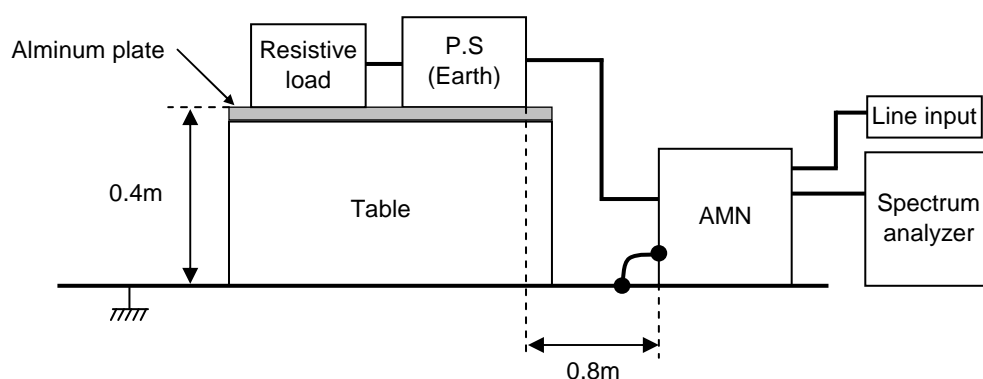 Alminum plate
Resistive
load
P.S
(Earth)
Line input
0.4m
Table
AMN
Spectrum
analyzer
0.8m